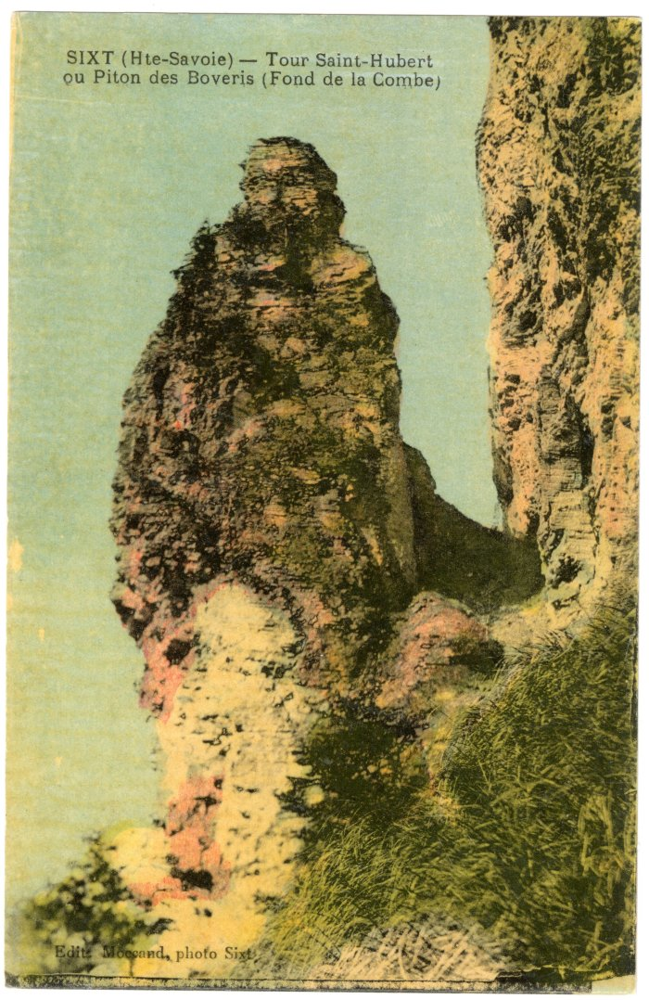 SIXT (Hte-Savoie) — Tour Saint-Hubert
ou Piton des Boveris (Fond de la Combe)
Edit. Moccand, photo Sixt